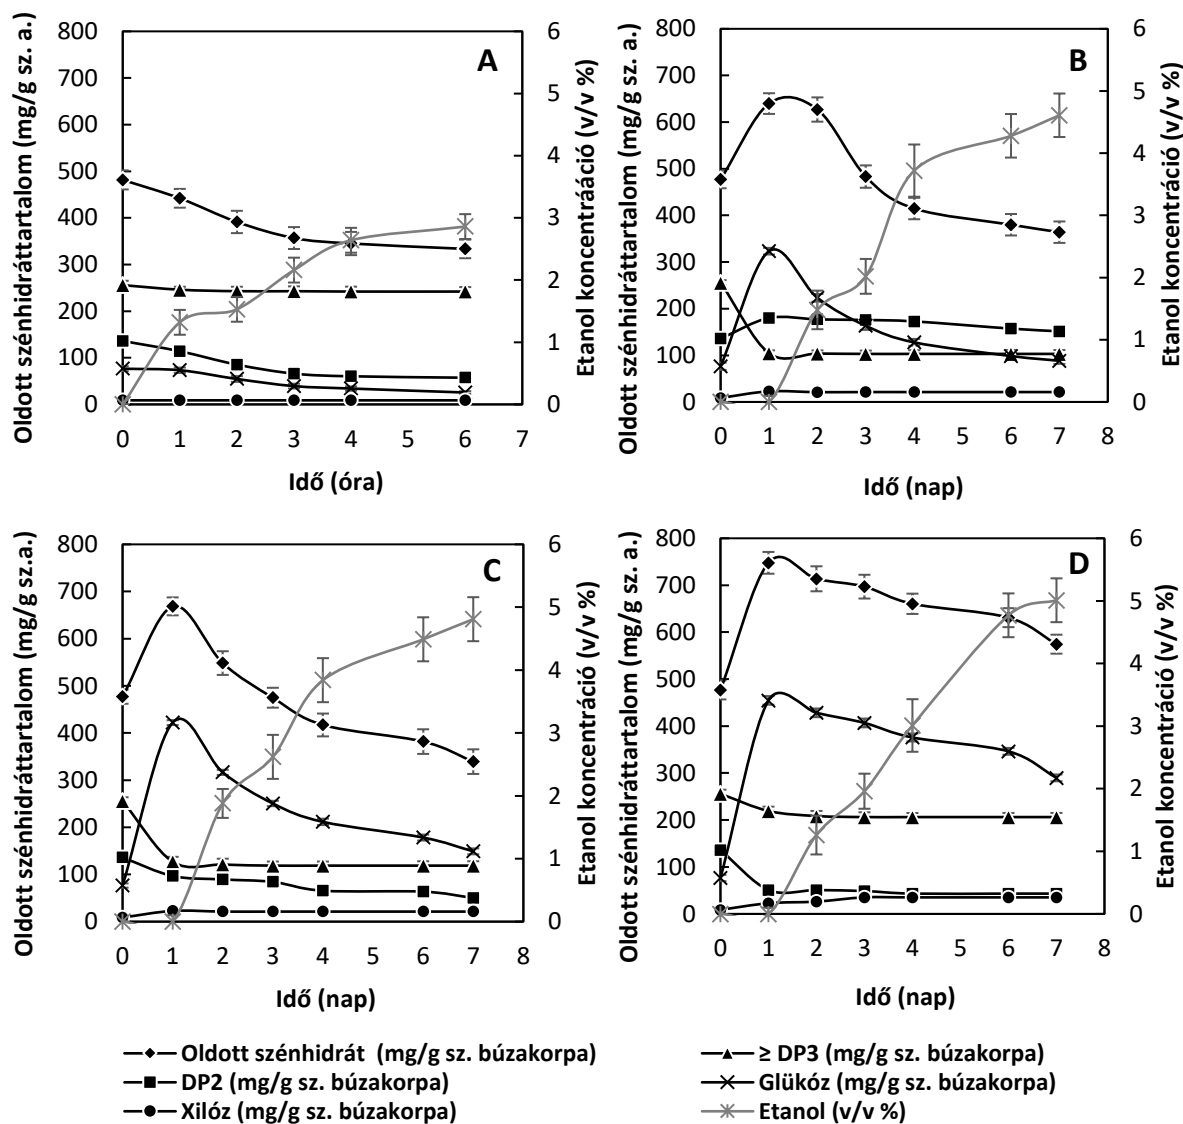 A
Oldott szénhidráttartalom (mg/g sz. a.)
800
700
600
500
400
300
200
100
0
6
5
4
3
2
1
0
Etanol koncentrááció (v/v %)
0 1 2 3 4 5 6 7
Idő (óra)
B
Oldott szénhidráttartalom (mg/g sz. a.)
800
700
600
500
400
300
200
100
0
6
5
4
3
2
1
0
Etanol koncentráció (v/v %)
0 1 2 3 4 5 6 7 8
Idő (nap)
C
Oldott szénhidráttartalom (mg/g sz.a.)
800
700
600
500
400
300
200
100
0
6
5
4
3
2
1
0
Etanol koncentráció (v/v %)
0 1 2 3 4 5 6 7 8
Idő (nap)
D
Oldott szénhidráttartalom (mg/g sz. a.)
800
700
600
500
400
300
200
100
0
6
5
4
3
2
1
0
Etanol koncentráció (v/v %)
0 1 2 3 4 5 6 7 8
Idő (nap)
Oldott szénhidrát (mg/g sz. búzakorpa)
≥ DP3 (mg/g sz. búzakorpa)
DP2 (mg/g sz. búzakorpa)
Glükóz (mg/g sz. búzakorpa)
Xilóz (mg/g sz. búzakorpa)
Etanol (v/v %)